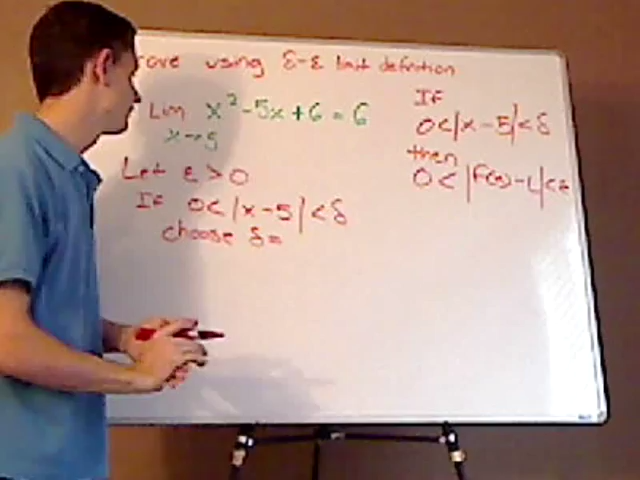 rove using δ-ε limit definition
Lim x² - 5x + 6 = 6
x→5
Let ε > 0
If 0 < |x - 5| < δ
choose δ =
If
0 < |x - 5| < δ
then
0 < |f(x) - L| < ε